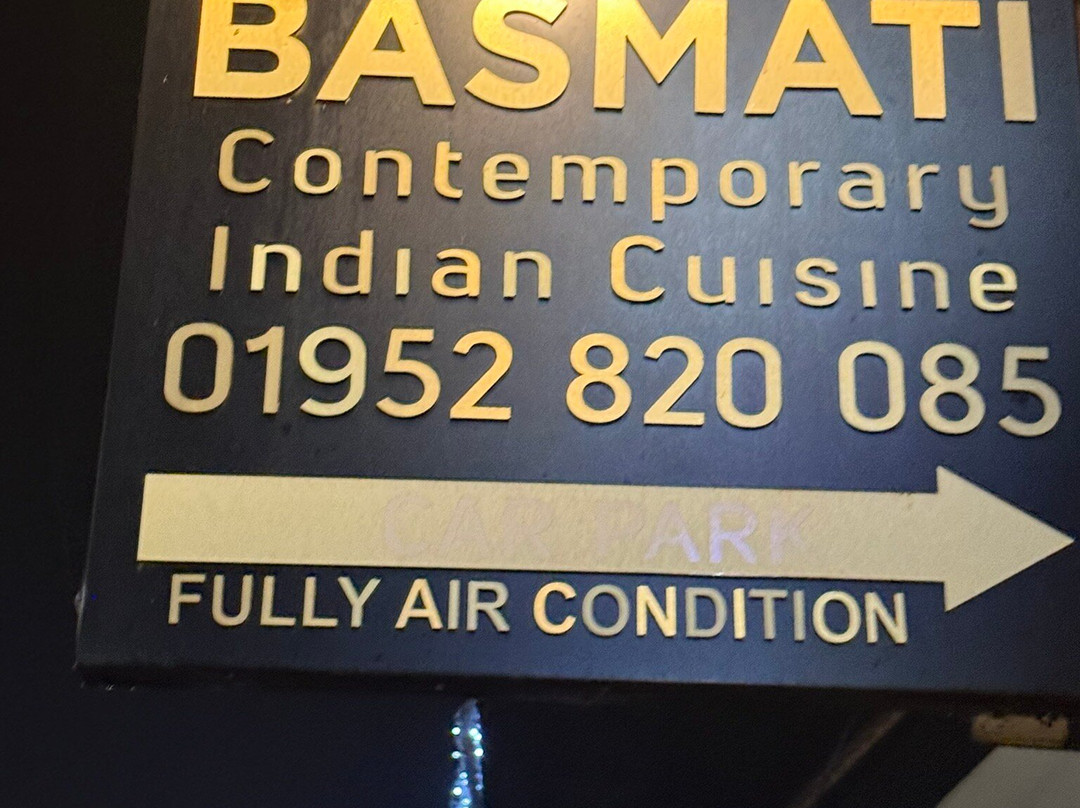 BASMATI
Contemporary
Indian Cuisine
01952 820 085
CAR PARK
FULLY AIR CONDITION